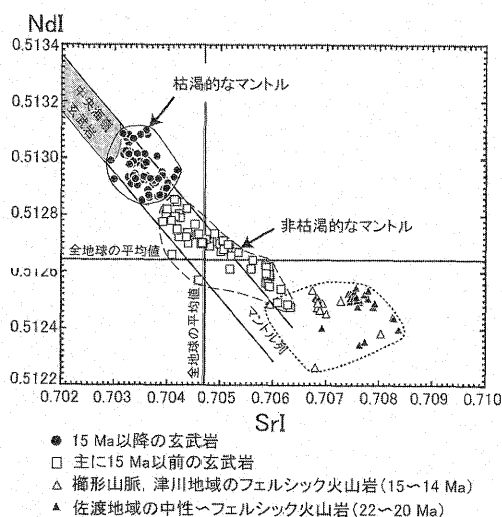 NdI
0.5134
0.5132
0.5130
0.5128
0.5126
0.5124
0.5122
0.702
0.703
0.704
0.705
0.706
0.707
0.708
0.709
0.710
SrI
中央海嶺
玄武岩
枯渇的なマントル
非枯渇的なマントル
全地球の平均値
全地球の平均値
マントル列
● 15 Ma以降の玄武岩
□ 主に15 Ma以前の玄武岩
△ 櫛形山脈, 津川地域のフェルシック火山岩(15〜14 Ma)
▲ 佐渡地域の中性〜フェルシック火山岩(22〜20 Ma)